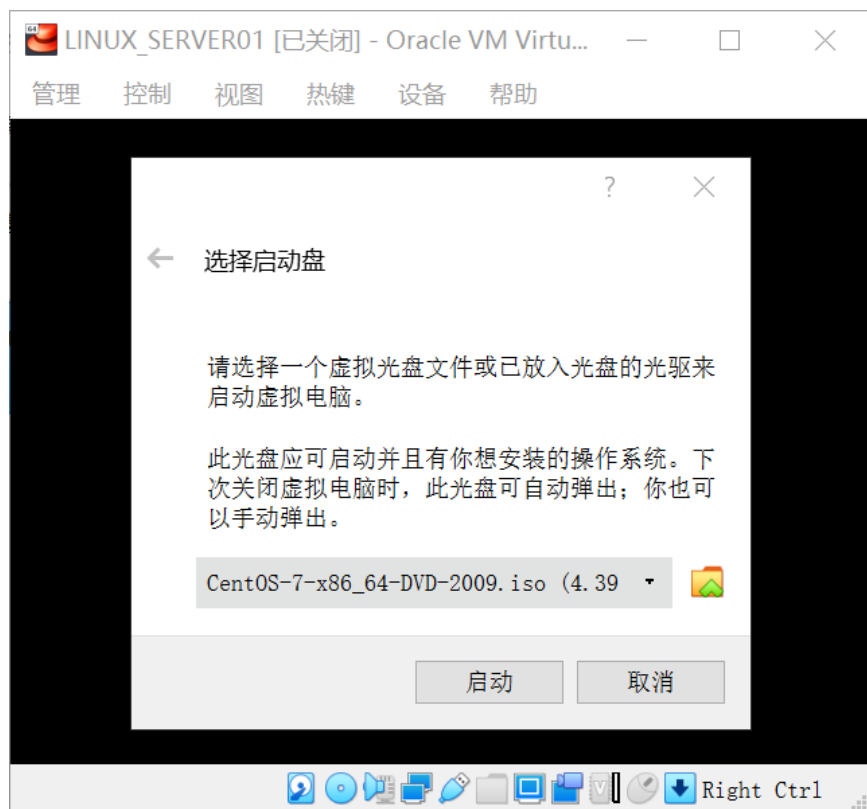 64
LINUX_SERVER01 [已关闭] - Oracle VM Virtu...
管理 控制 视图 热键 设备 帮助
?
选择启动盘
请选择一个虚拟光盘文件或已放入光盘的光驱来
启动虚拟电脑。
此光盘应可启动并且有你想安装的操作系统。下
次关闭虚拟电脑时，此光盘可自动弹出；你也可
以手动弹出。
CentOS-7-x86_64-DVD-2009.iso (4.39
启动 取消
Right Ctrl